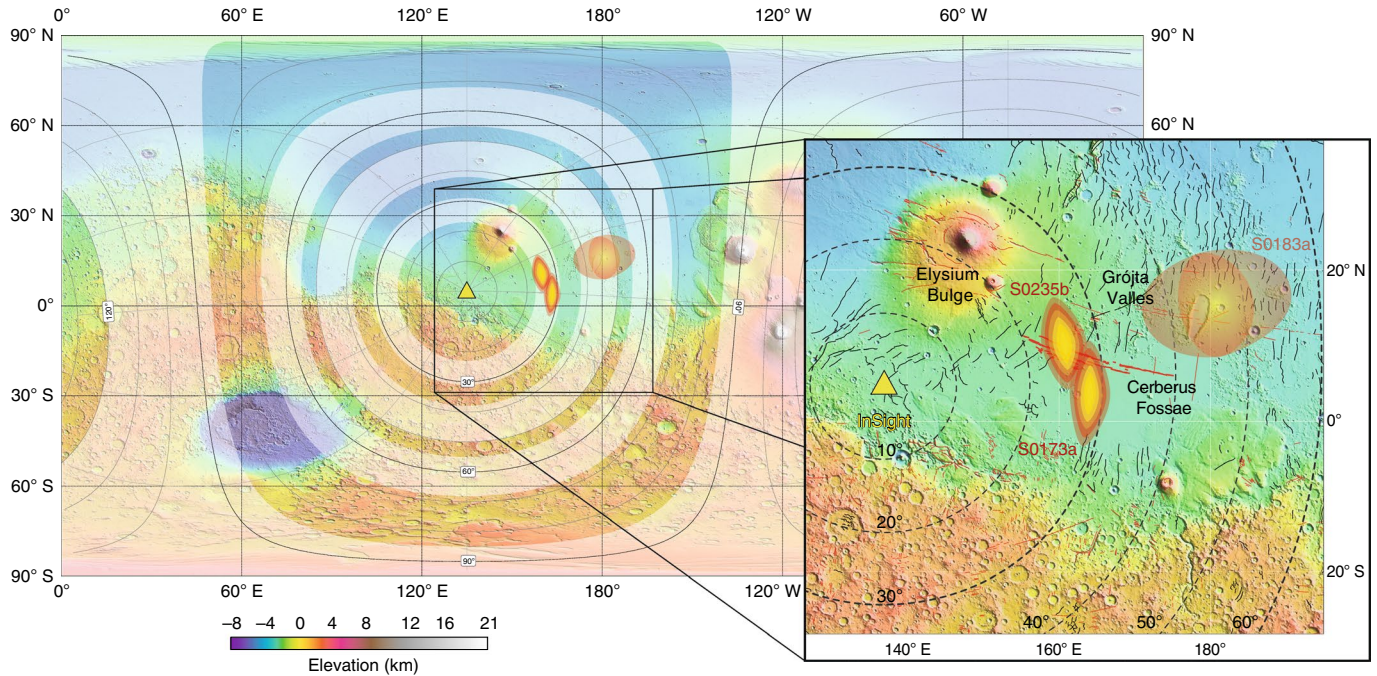 0° 60° E 120° E 180° 120° W 60° W
90° N 90° N
60° N 60° N
30° N
0°
30° S
60° S
90° S
120°
90°
30°
60°
90°
0° 60° E 120° E 180° 120° W
–8 –4 0 4 8 12 16 21
Elevation (km)
S0183a
20° N
Elysium
Bulge
Grójta
Valles
S0235b
Cerberus
Fossae
InSight
0°
S0173a
10°
20°
20° S
30°
40° 50° 60°
140° E 160° E 180°